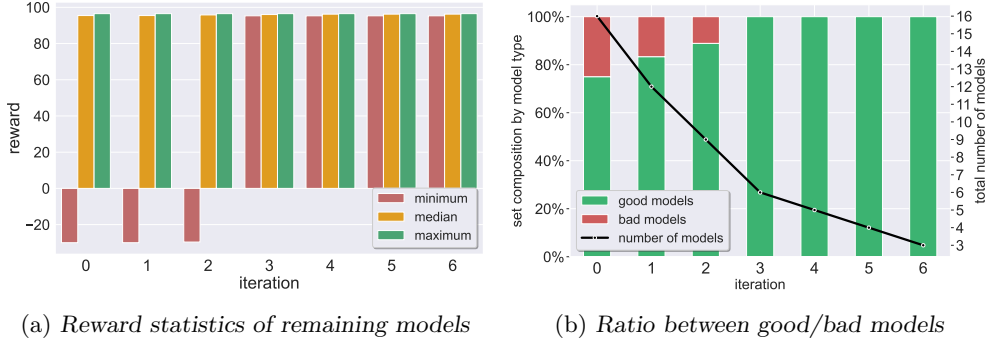 100
80
60
40
20
0
−20
reward
0 1 2 3 4 5 6
iteration
minimum
median
maximum
(a) Reward statistics of remaining models
100%
80%
60%
40%
20%
0%
set composition by model type
16
15
14
13
12
10
9
8
7
6
5
4
3
total number
of models
0 1 2 3 4 5 6
iteration
good models
bad models
number of models
(b) Ratio between good/bad models